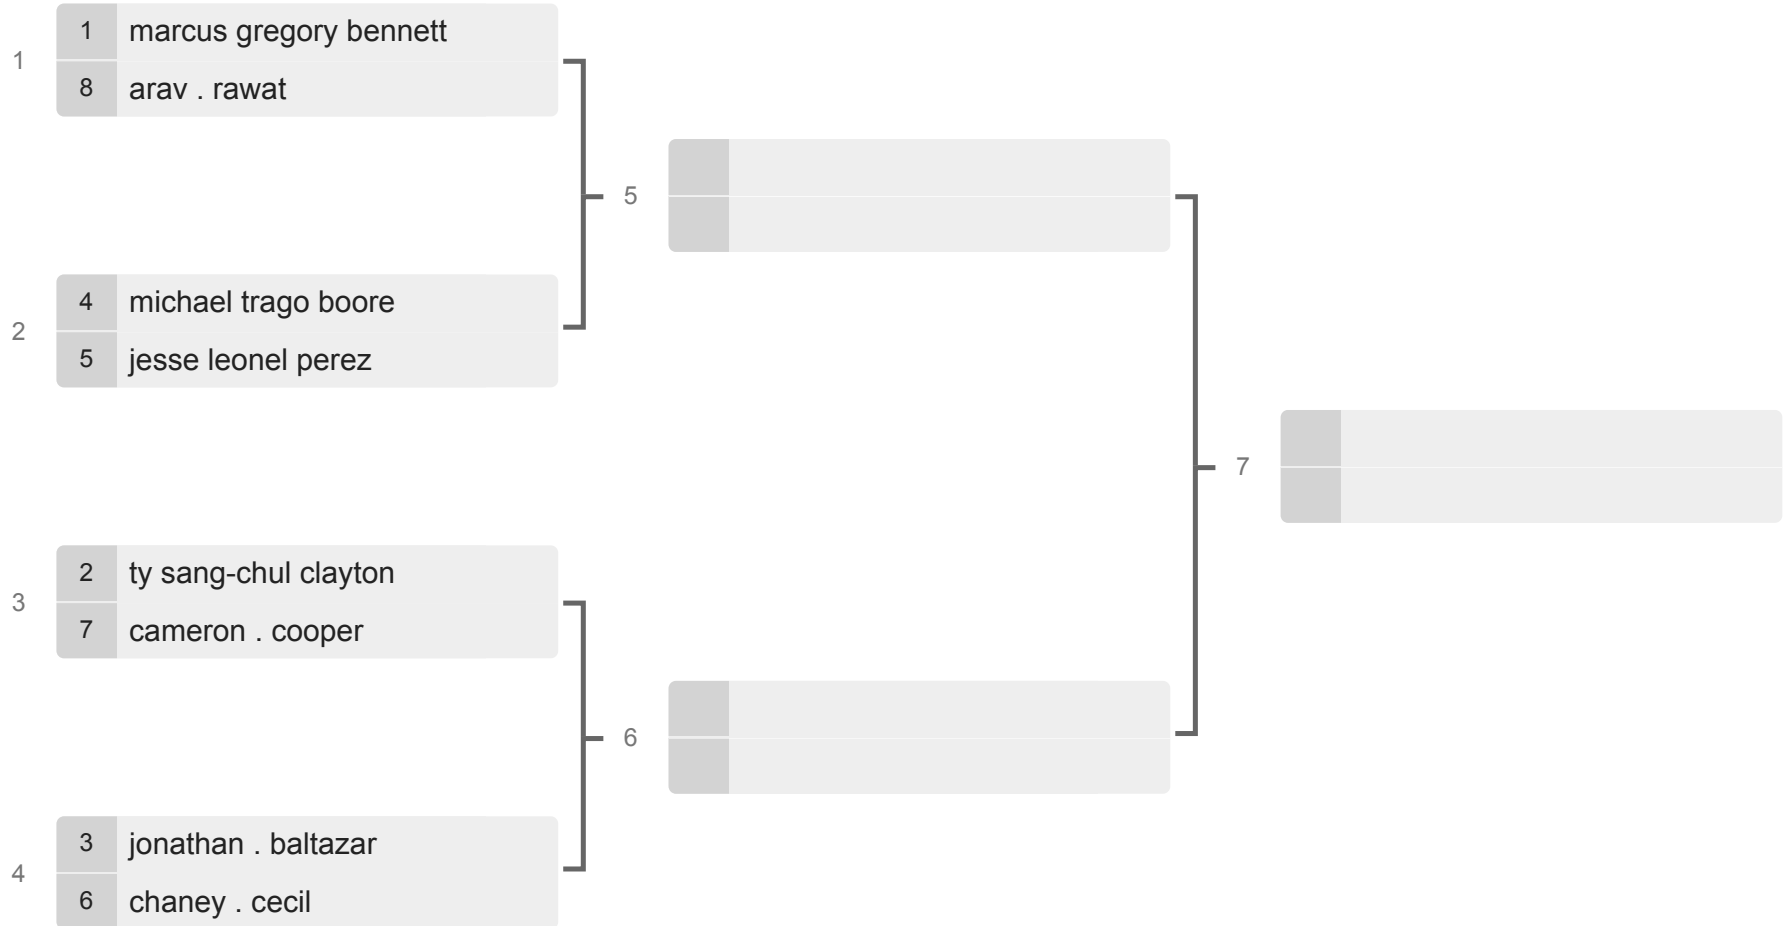 1 marcus gregory bennett
1
8 arav . rawat
5
4 michael trago boore
2
5 jesse leonel perez
7
2 ty sang-chul clayton
3
7 cameron . cooper
6
3 jonathan . baltazar
4
6 chaney . cecil